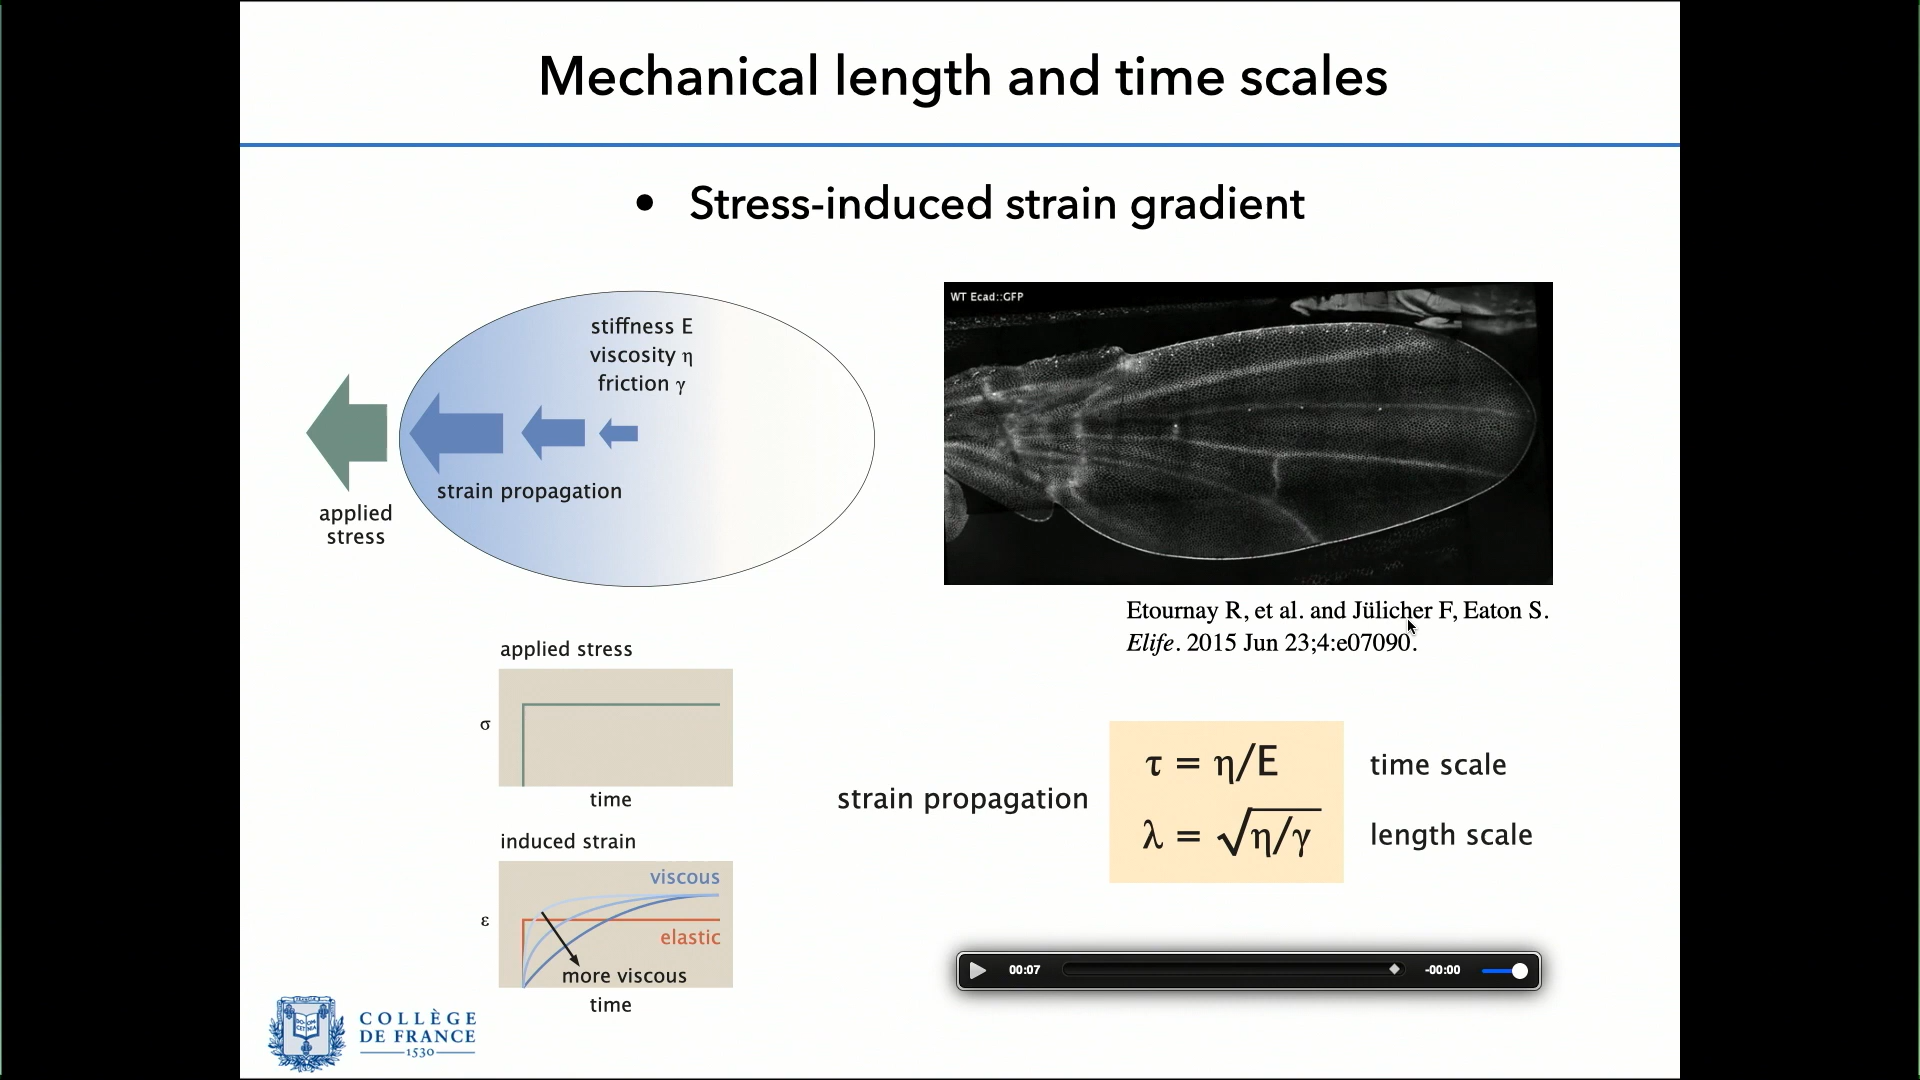 Mechanical length and time scales
• Stress-induced strain gradient
stiffness E
viscosity η
friction γ
strain propagation
applied
stress
WT Ecad::GFP
Etournay R, et al. and Jülicher F, Eaton S.
Elife. 2015 Jun 23;4:e07090.
applied stress
σ
time
induced strain
viscous
ε
elastic
more viscous
time
strain propagation
τ = η/E
time scale
λ = √η/γ
length scale
00:07
-00:00
COLLÈGE
DE FRANCE
1530